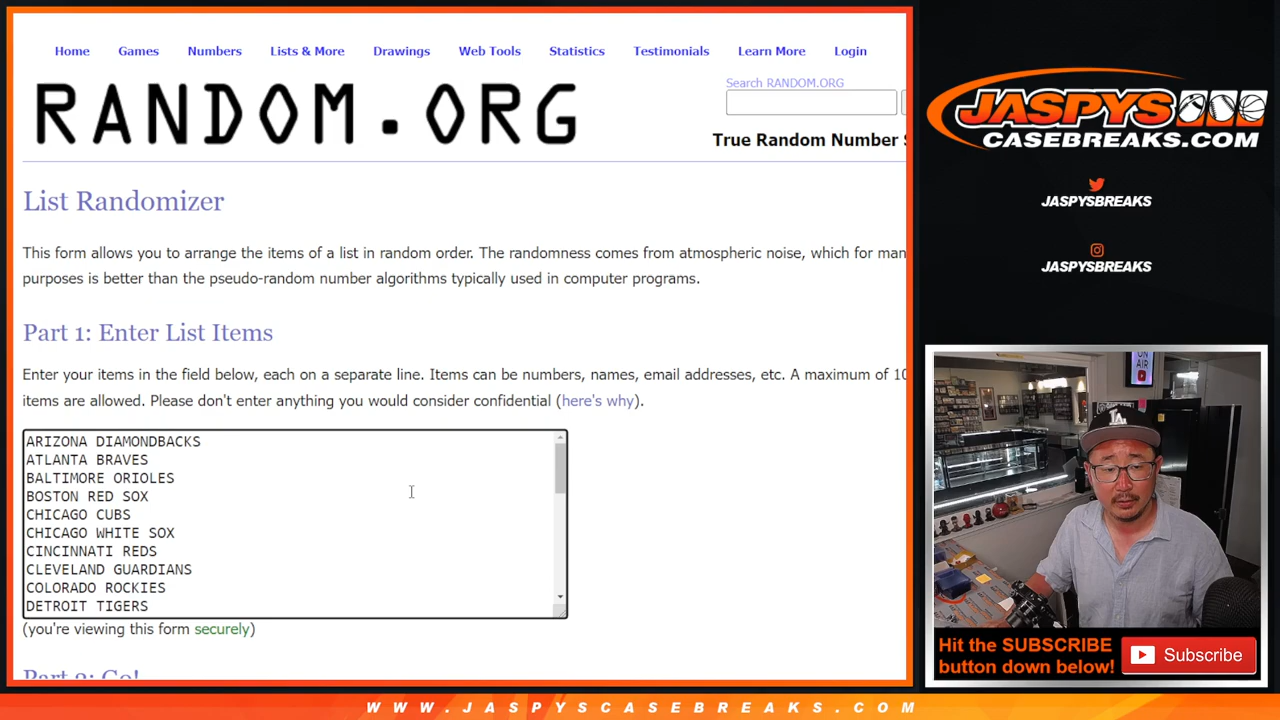 Home Games Numbers Lists & More Drawings Web Tools Statistics Testimonials Learn More Login
RANDOM.ORG
Search RANDOM.ORG
True Random Number S
List Randomizer
This form allows you to arrange the items of a list in random order. The randomness comes from atmospheric noise, which for man
purposes is better than the pseudo-random number algorithms typically used in computer programs.
Part 1: Enter List Items
Enter your items in the field below, each on a separate line. Items can be numbers, names, email addresses, etc. A maximum of 10
items are allowed. Please don't enter anything you would consider confidential (here's why).
ARIZONA DIAMONDBACKS
ATLANTA BRAVES
BALTIMORE ORIOLES
BOSTON RED SOX
CHICAGO CUBS
CHICAGO WHITE SOX
CINCINNATI REDS
CLEVELAND GUARDIANS
COLORADO ROCKIES
DETROIT TIGERS
(you're viewing this form securely)
Part 2: Go!
JASPYS
CASEBREAKS.COM
JASPYSBREAKS
JASPYSBREAKS
ON
AIR
LA
Hit the SUBSCRIBE
button down below!
Subscribe
WWW.JASPYSCASEBREAKS.COM